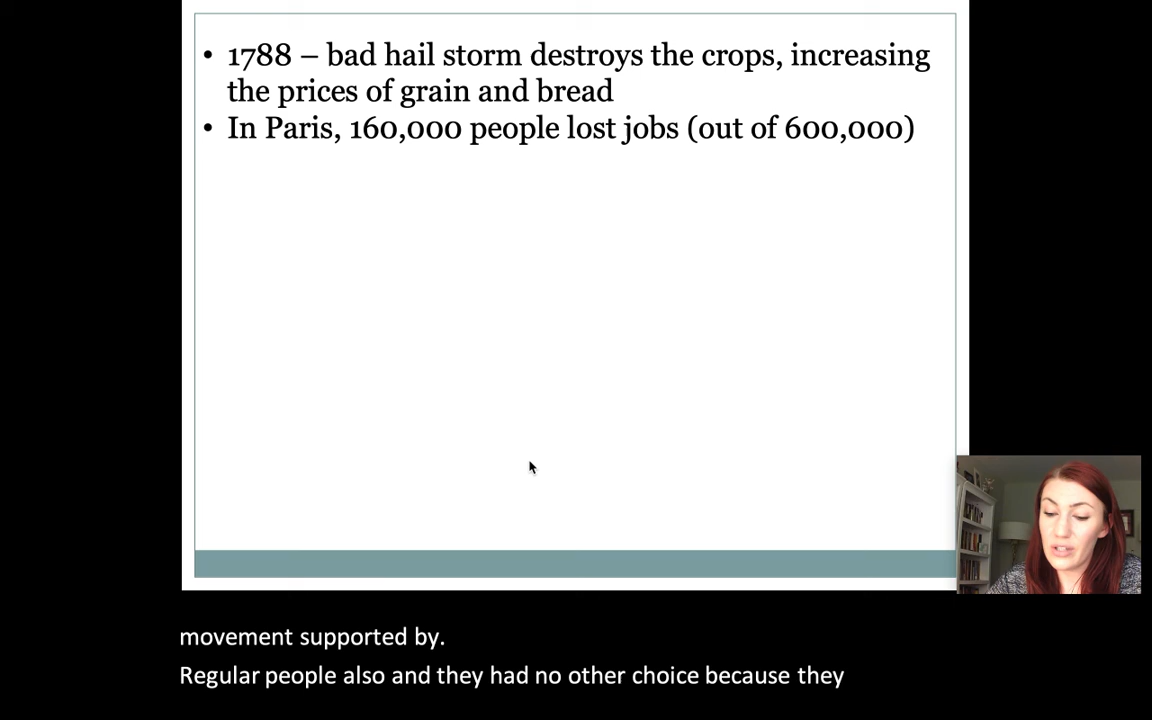 • 1788 – bad hail storm destroys the crops, increasing
the prices of grain and bread
• In Paris, 160,000 people lost jobs (out of 600,000)
movement supported by.
Regular people also and they had no other choice because they